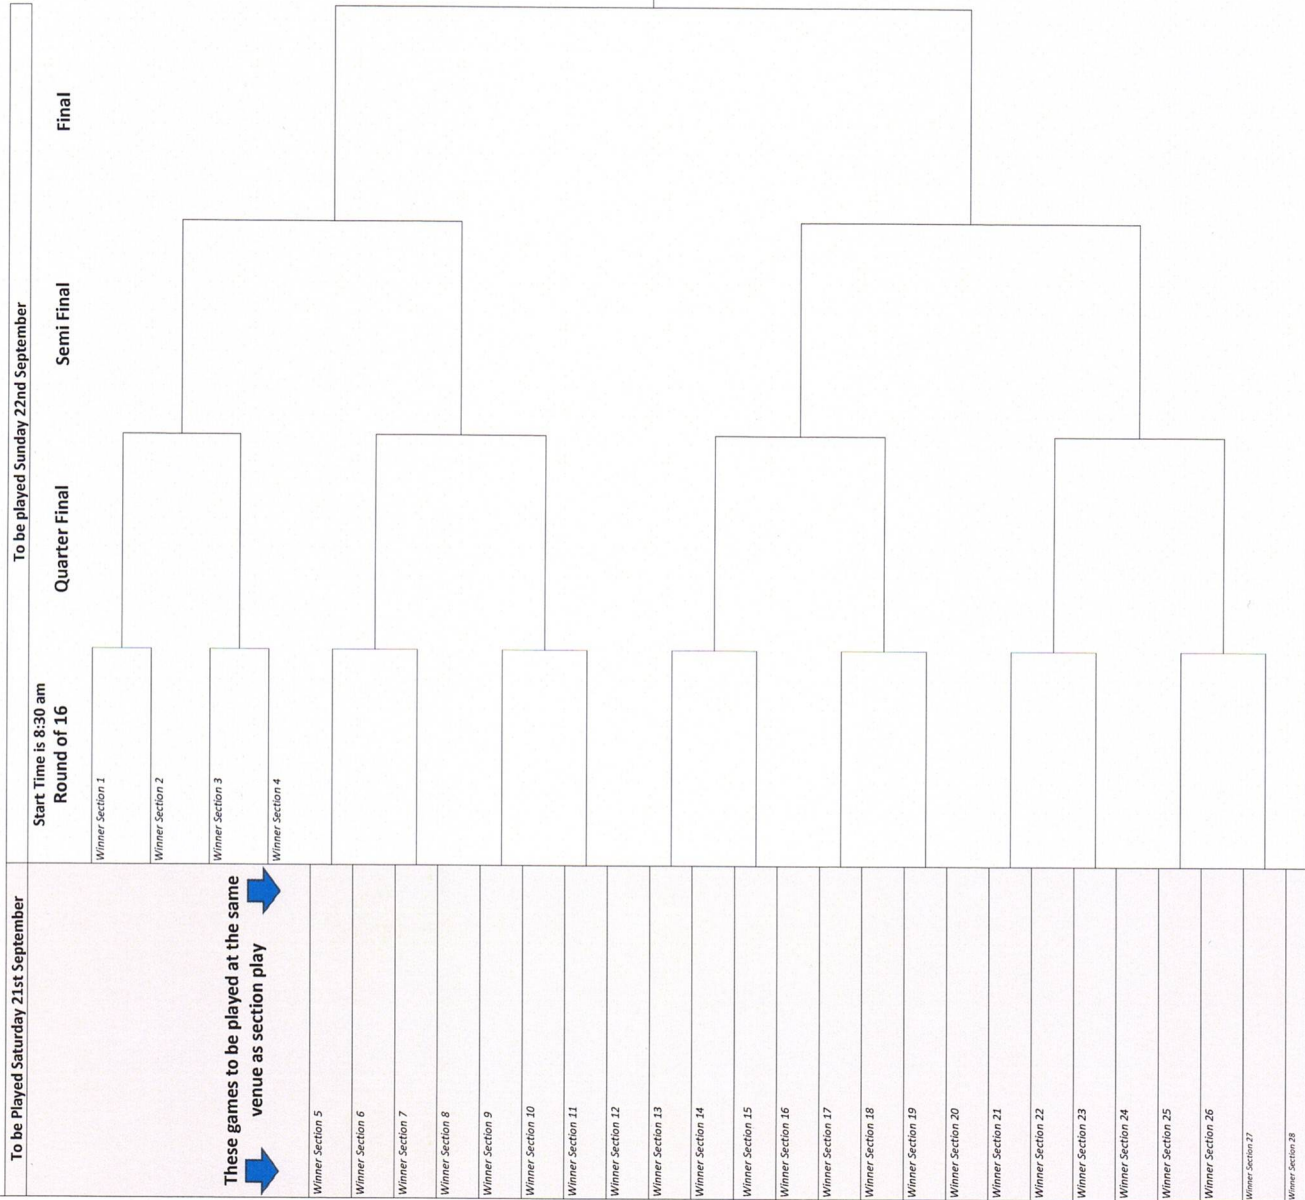 To be Played Saturday 21st September
To be played Sunday 22nd September
Start Time is 8:30 am
Round of 16
Quarter Final
Semi Final
Final
Winner Section 1
Winner Section 2
Winner Section 3
Winner Section 4
These games to be played at the same
venue as section play
Winner Section 5
Winner Section 6
Winner Section 7
Winner Section 8
Winner Section 9
Winner Section 10
Winner Section 11
Winner Section 12
Winner Section 13
Winner Section 14
Winner Section 15
Winner Section 16
Winner Section 17
Winner Section 18
Winner Section 19
Winner Section 20
Winner Section 21
Winner Section 22
Winner Section 23
Winner Section 24
Winner Section 25
Winner Section 26
Winner Section 27
Winner Section 28